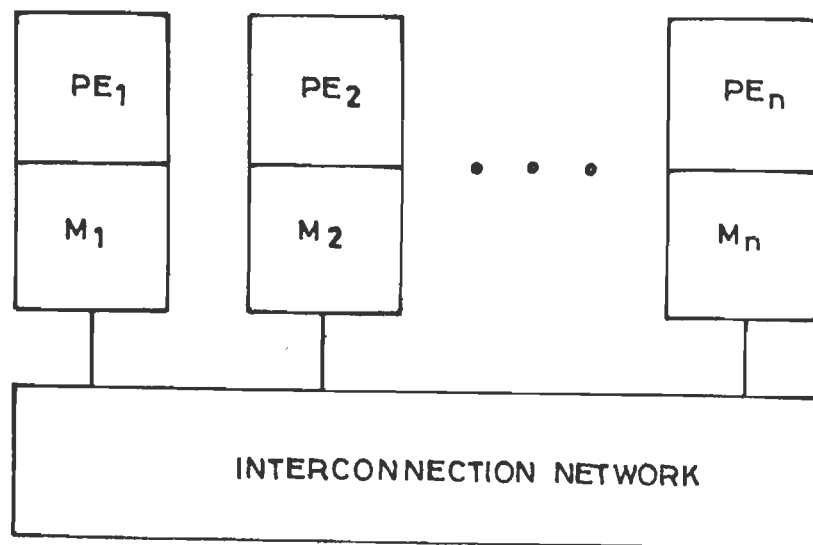 PE₁ PE₂ PEₙ
M₁ M₂ Mₙ
INTERCONNECTION NETWORK